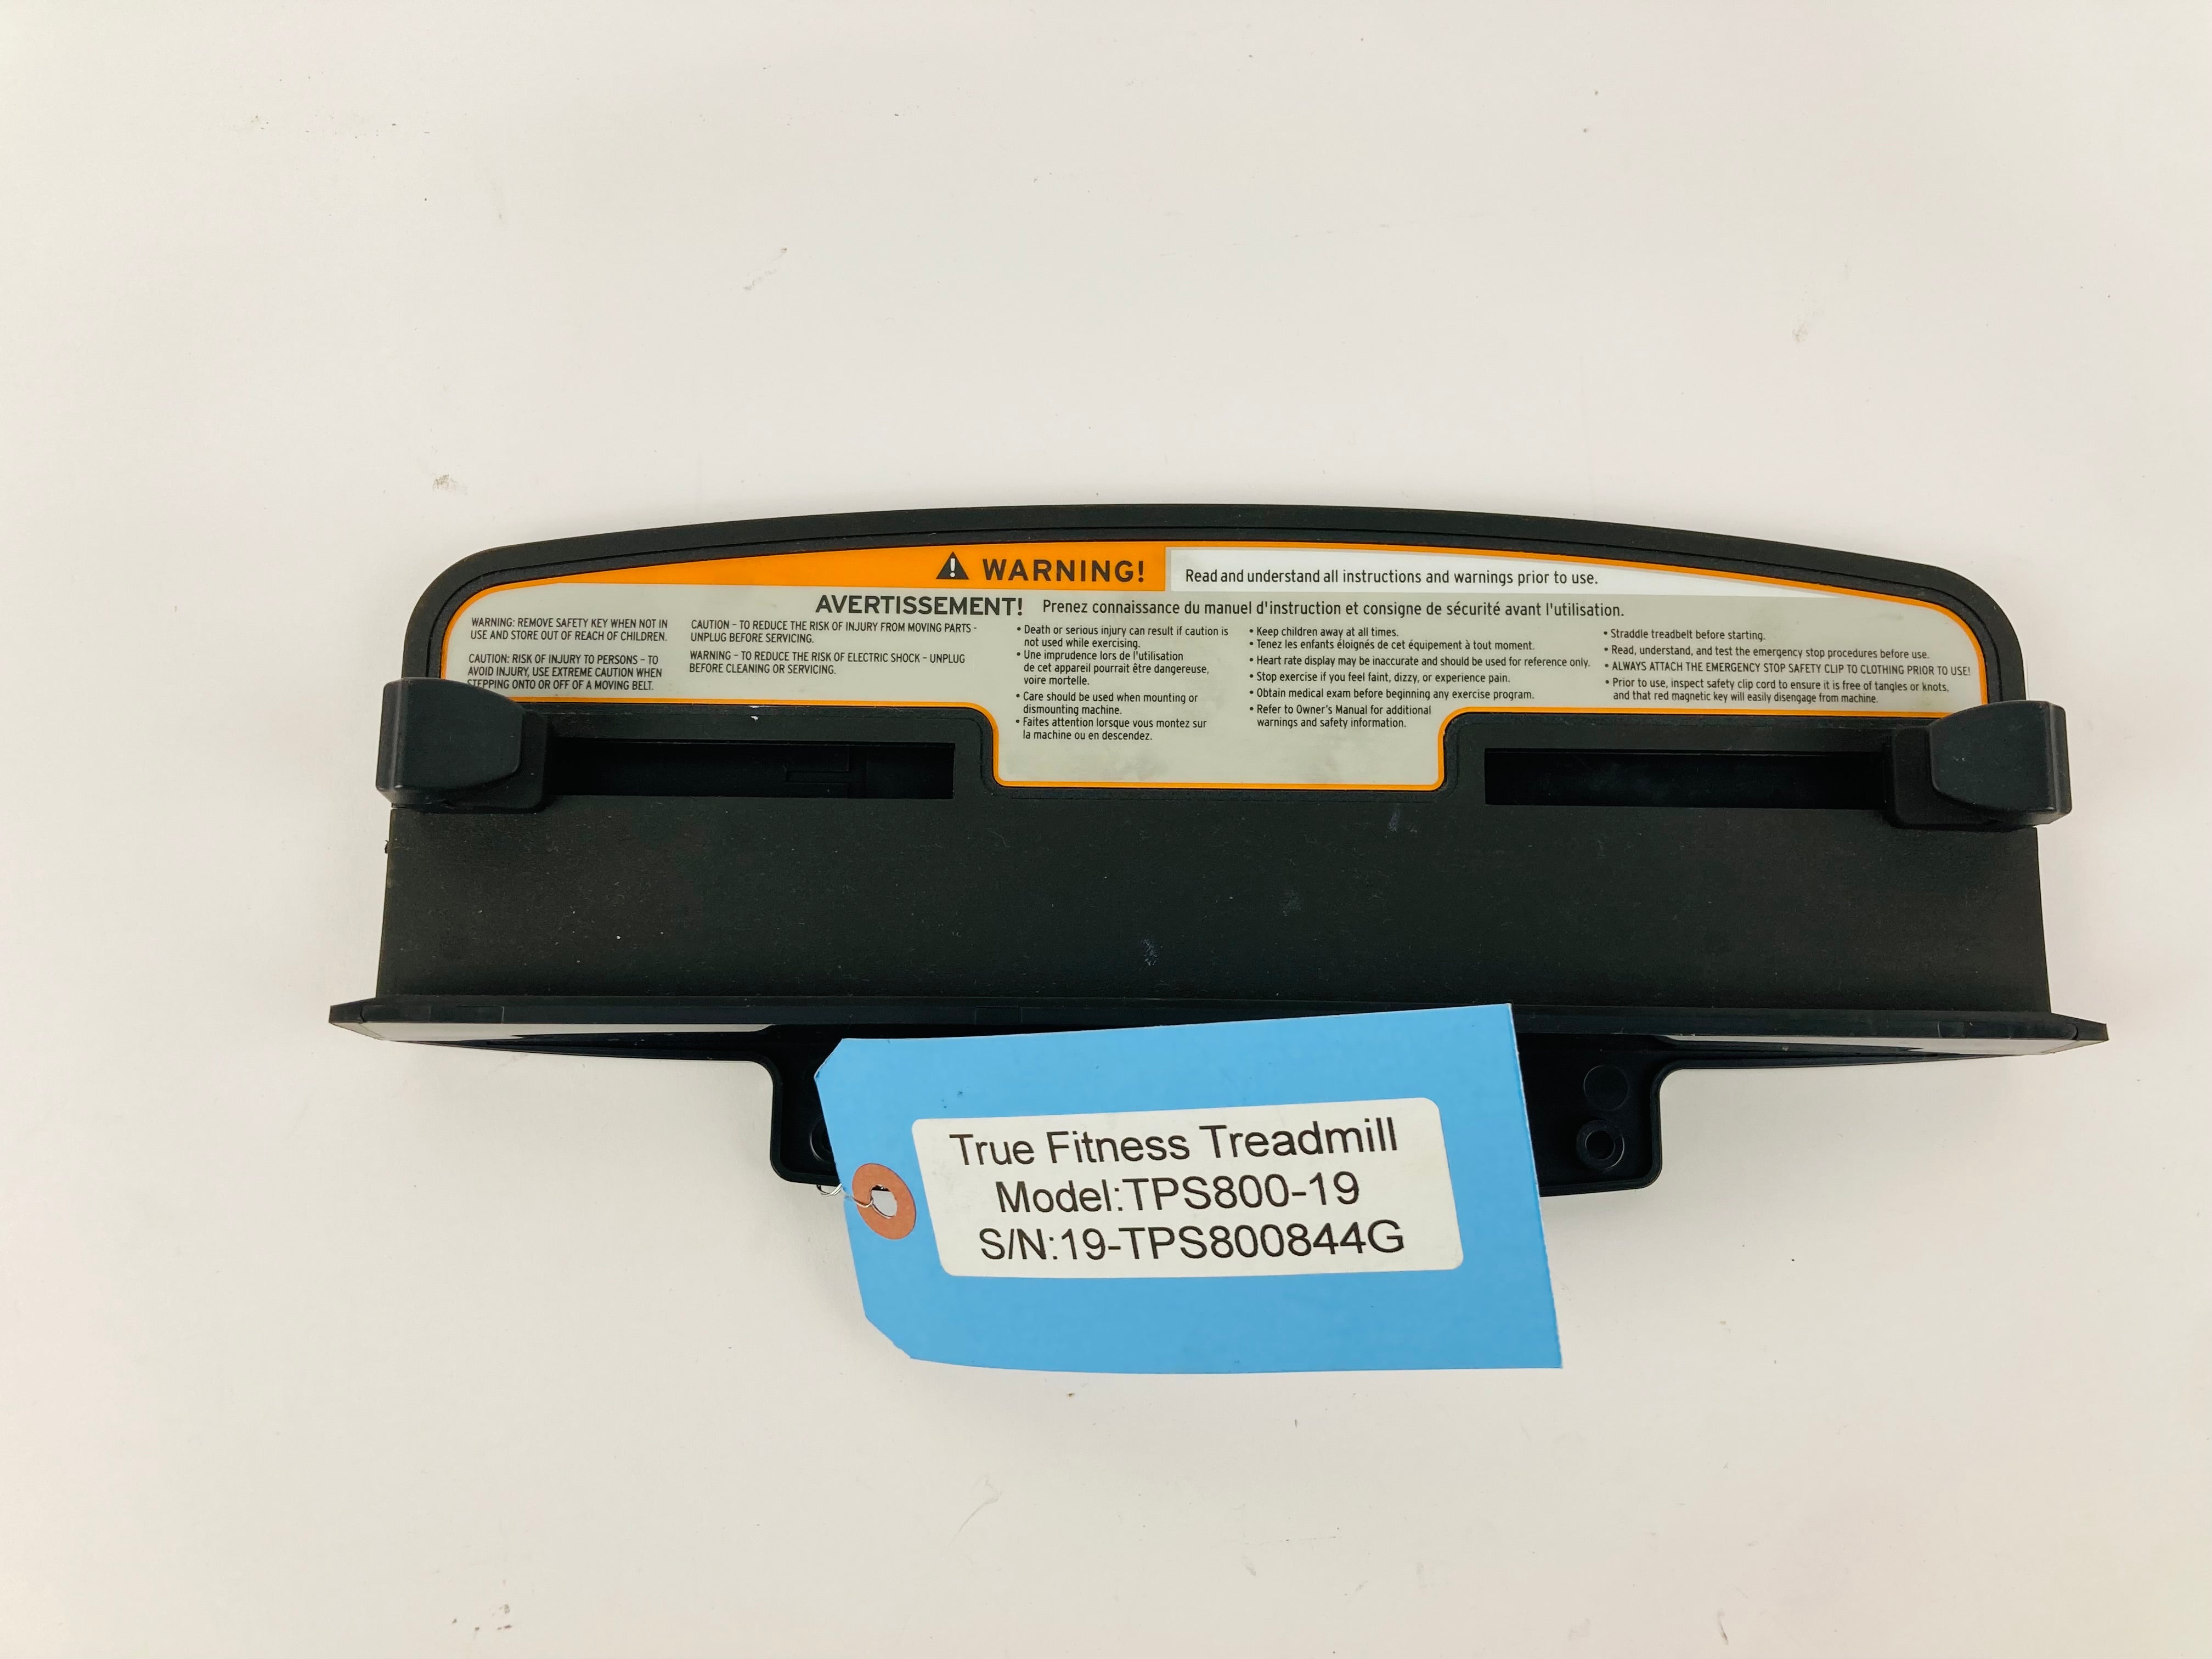 WARNING!
Read and understand all instructions and warnings prior to use.
AVERTISSEMENT! Prenez connaissance du manuel d'instruction et consigne de sécurité avant l'utilisation.
WARNING: REMOVE SAFETY KEY WHEN NOT IN
USE AND STORE OUT OF REACH OF CHILDREN.
CAUTION: RISK OF INJURY TO PERSONS - TO
AVOID INJURY, USE EXTREME CAUTION WHEN
STEPPING ONTO OR OFF OF A MOVING BELT.
CAUTION - TO REDUCE THE RISK OF INJURY FROM MOVING PARTS -
UNPLUG BEFORE SERVICING.
WARNING - TO REDUCE THE RISK OF ELECTRIC SHOCK - UNPLUG
BEFORE CLEANING OR SERVICING.
• Death or serious injury can result if caution is
not used while exercising.
• Une imprudence lors de l'utilisation
de cet appareil pourrait être dangereuse,
voire mortelle.
• Care should be used when mounting or
dismounting machine.
• Faites attention lorsque vous montez sur
la machine ou en descendez.
• Keep children away at all times.
• Tenez les enfants éloignés de cet équipement à tout moment.
• Heart rate display may be inaccurate and should be used for reference only.
• Stop exercise if you feel faint, dizzy, or experience pain.
• Obtain medical exam before beginning any exercise program.
• Refer to Owner's Manual for additional
warnings and safety information.
• Straddle treadbelt before starting.
• Read, understand, and test the emergency stop procedures before use.
• ALWAYS ATTACH THE EMERGENCY STOP SAFETY CLIP TO CLOTHING PRIOR TO USE!
• Prior to use, inspect safety clip cord to ensure it is free of tangles or knots,
and that red magnetic key will easily disengage from machine.
True Fitness Treadmill
Model:TPS800-19
S/N:19-TPS800844G